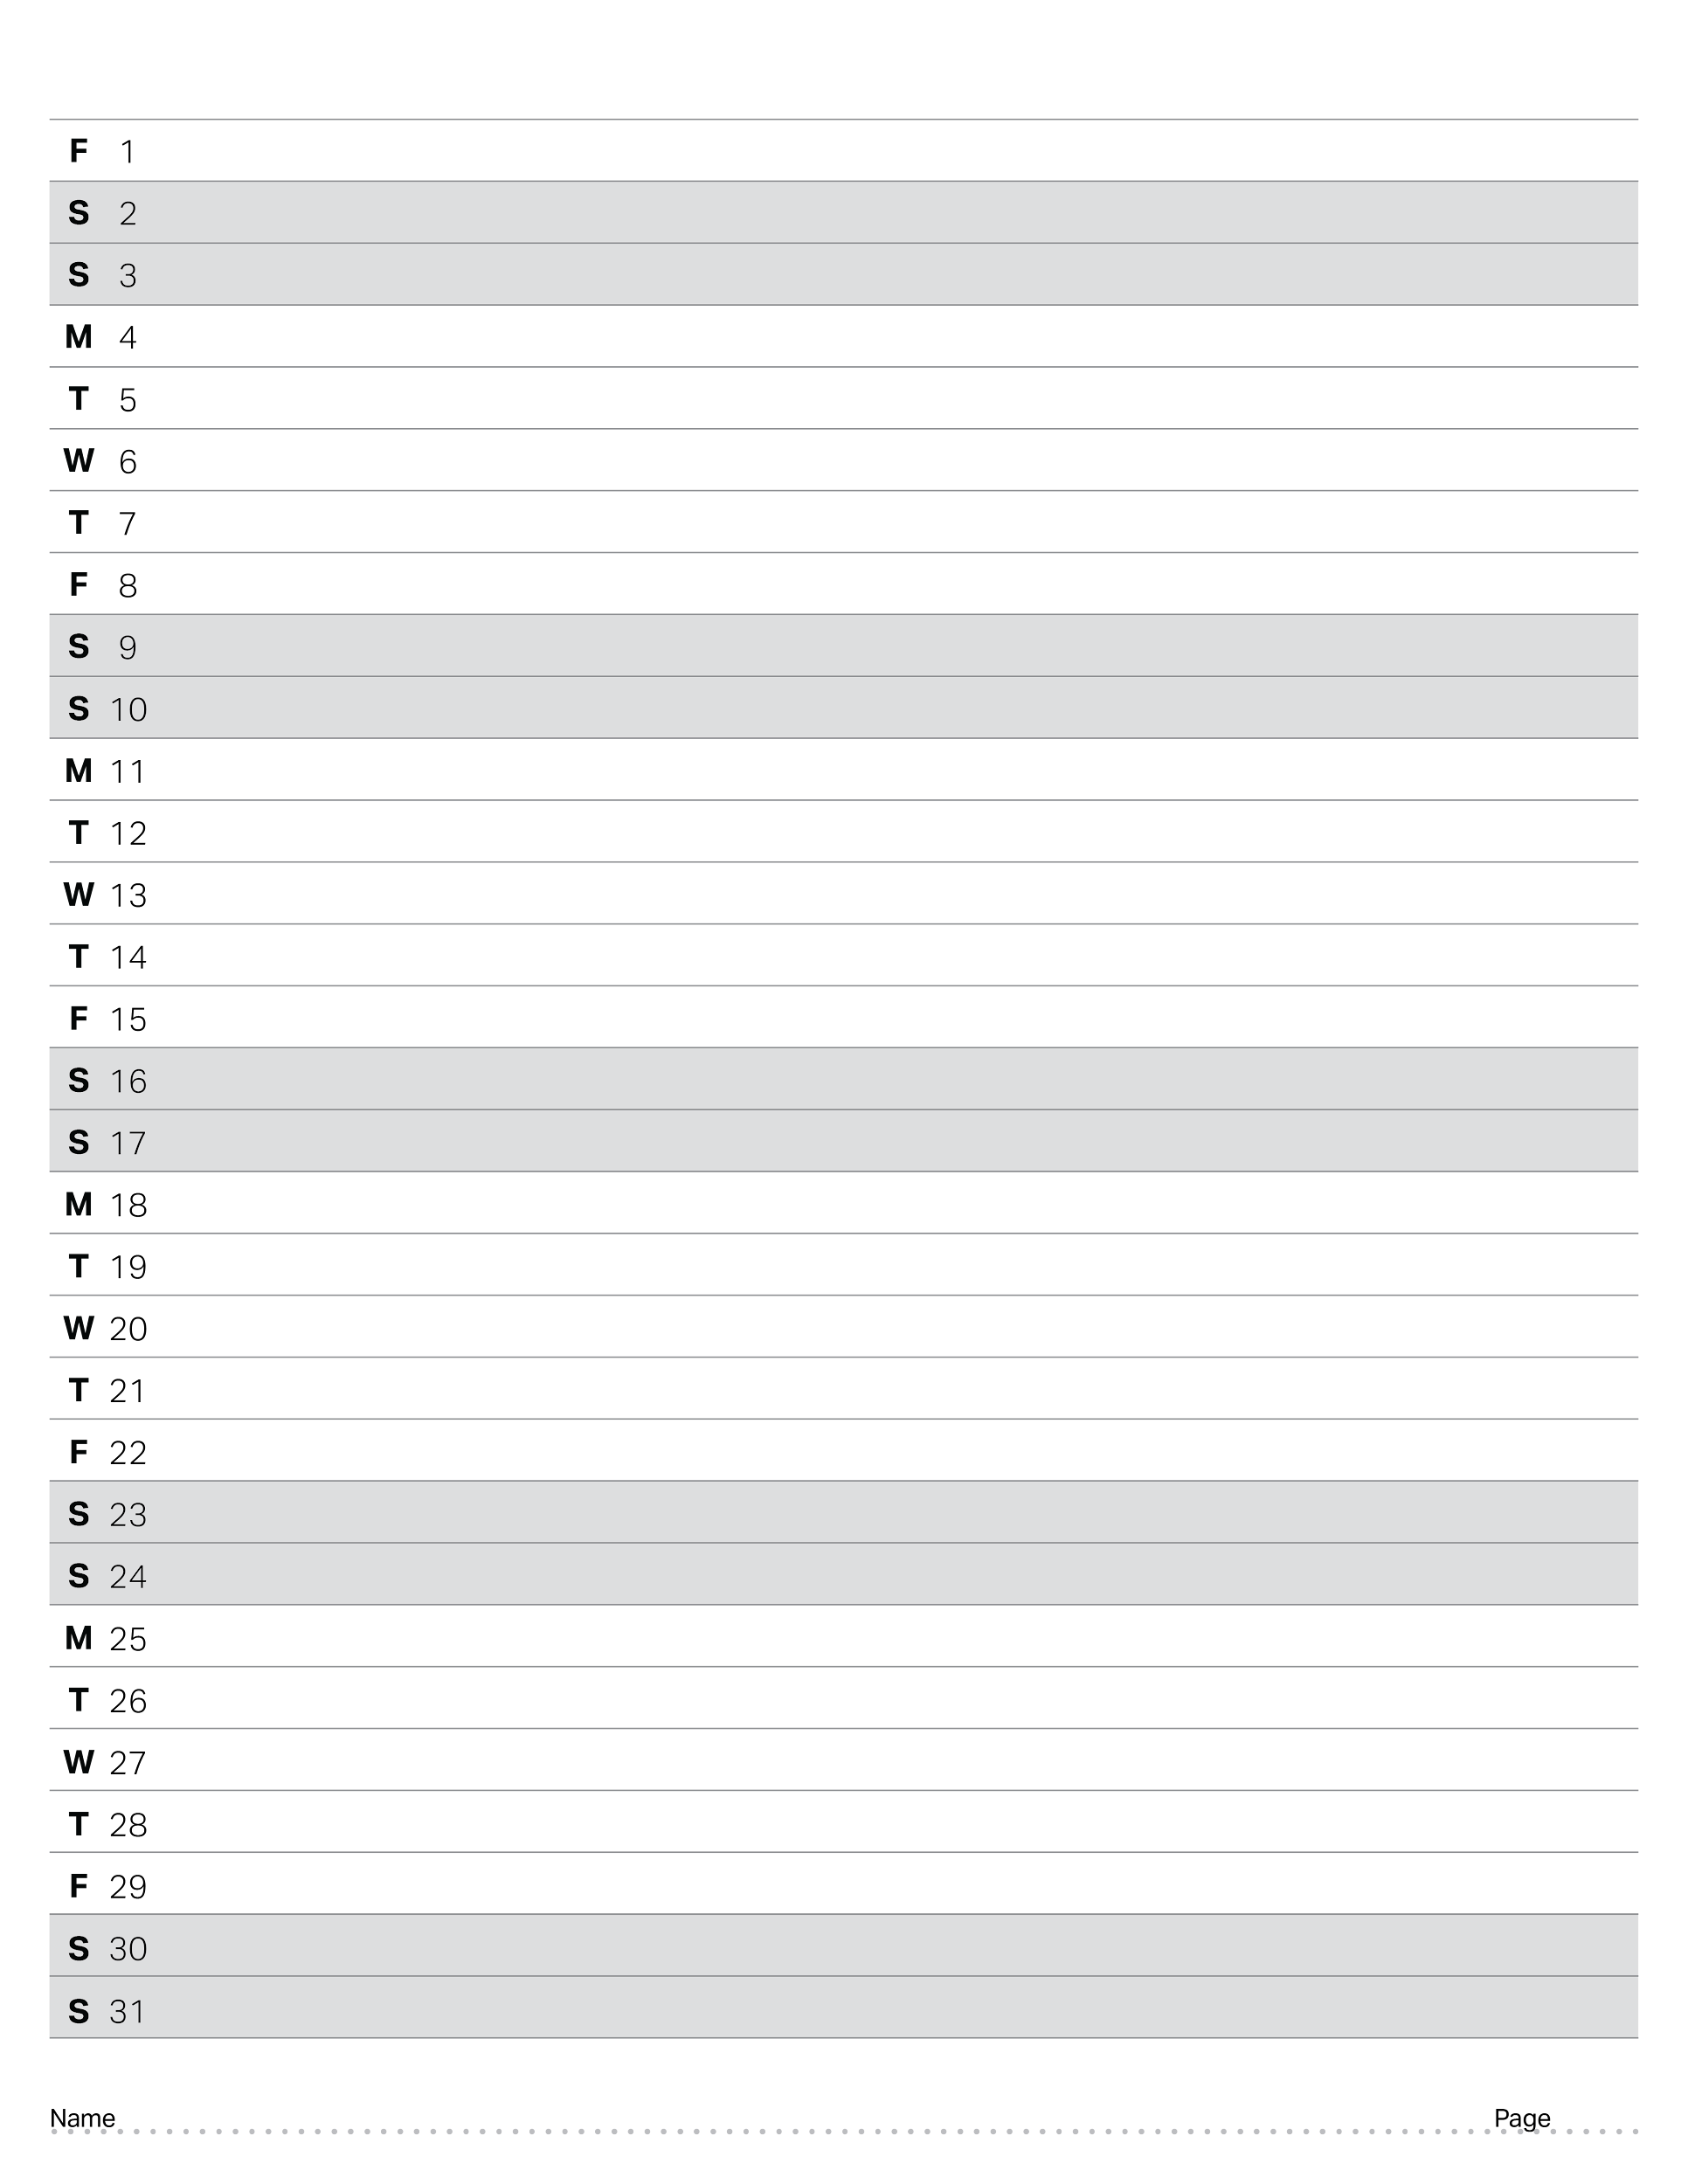 F 1
S 2
S 3
M 4
T 5
W 6
T 7
F 8
S 9
S 10
M 11
T 12
W 13
T 14
F 15
S 16
S 17
M 18
T 19
W 20
T 21
F 22
S 23
S 24
M 25
T 26
W 27
T 28
F 29
S 30
S 31
Name Page